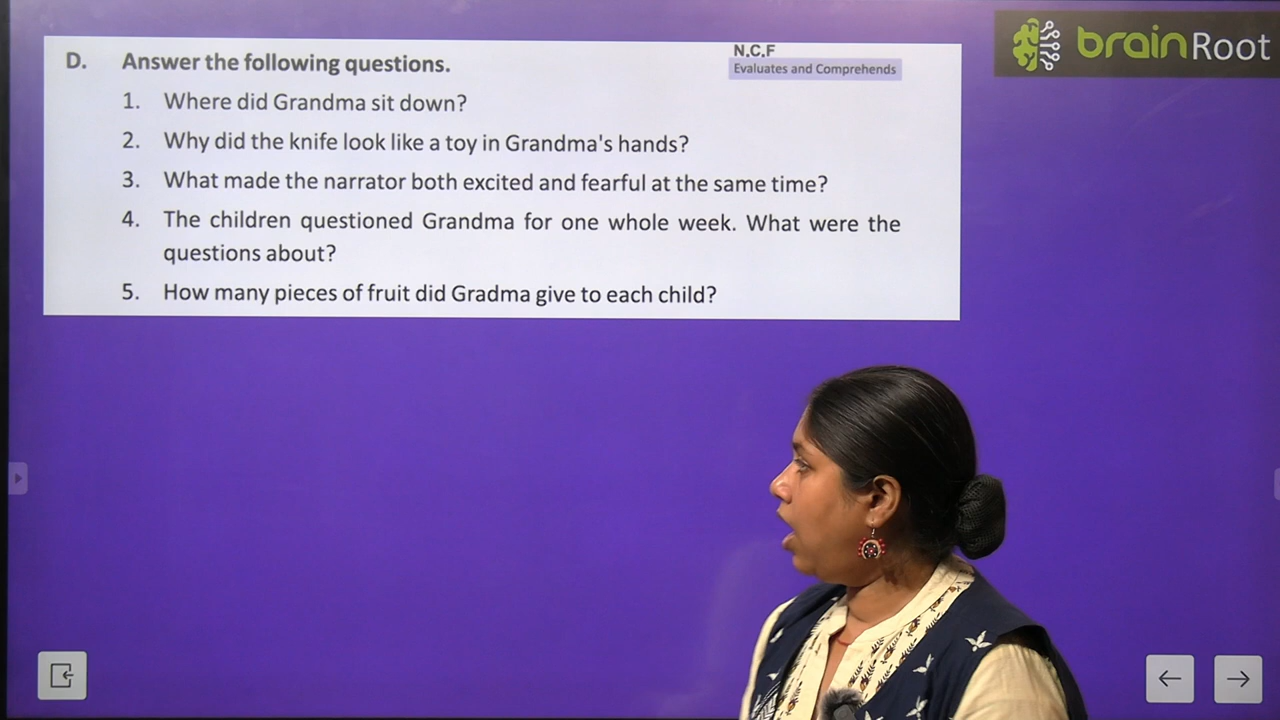 brainRoot
N.C.F
D. Answer the following questions.
Evaluates and Comprehends
1. Where did Grandma sit down?
2. Why did the knife look like a toy in Grandma's hands?
3. What made the narrator both excited and fearful at the same time?
4. The children questioned Grandma for one whole week. What were the
questions about?
5. How many pieces of fruit did Gradma give to each child?